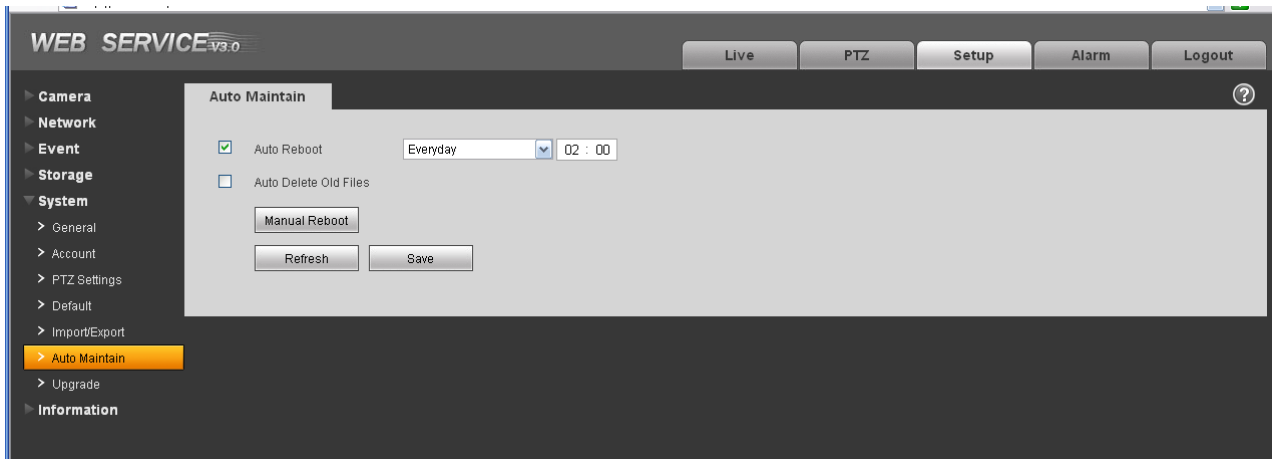 WEB SERVICE V3.0
Live PTZ Setup Alarm Logout
Camera
Network
Event
Storage
System
> General
> Account
> PTZ Settings
> Default
> Import/Export
> Auto Maintain
> Upgrade
Information
Auto Maintain
?
Auto Reboot Everyday 02 : 00
Auto Delete Old Files
Manual Reboot
Refresh Save